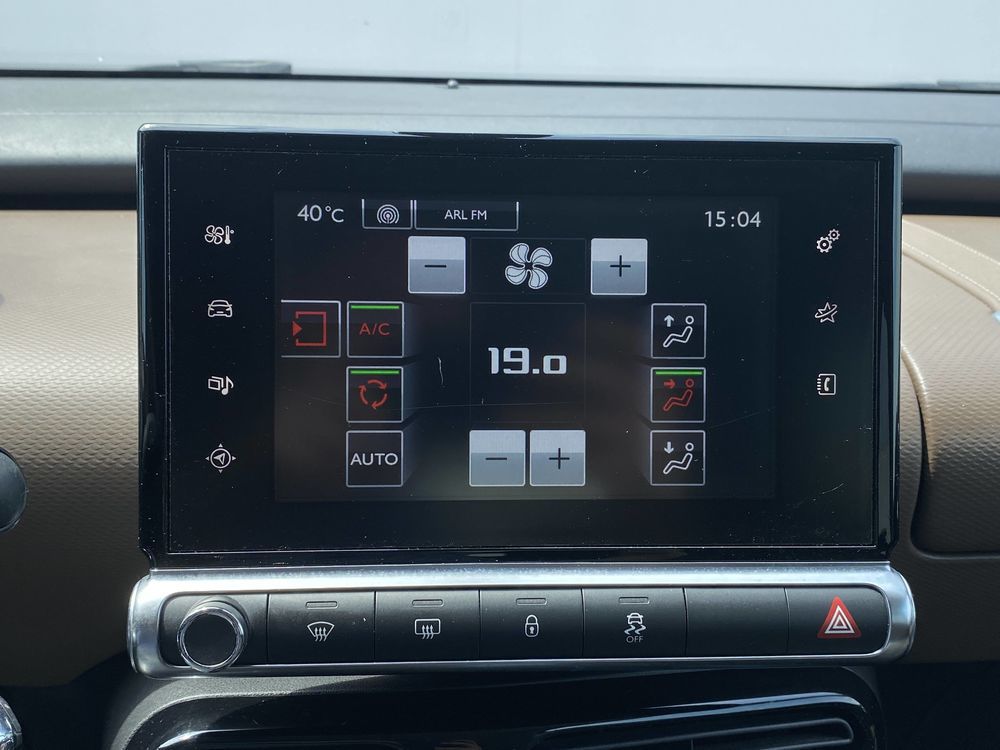 40°C
ARL FM
15:04
−
+
A/C
19.0
AUTO
−
+
OFF